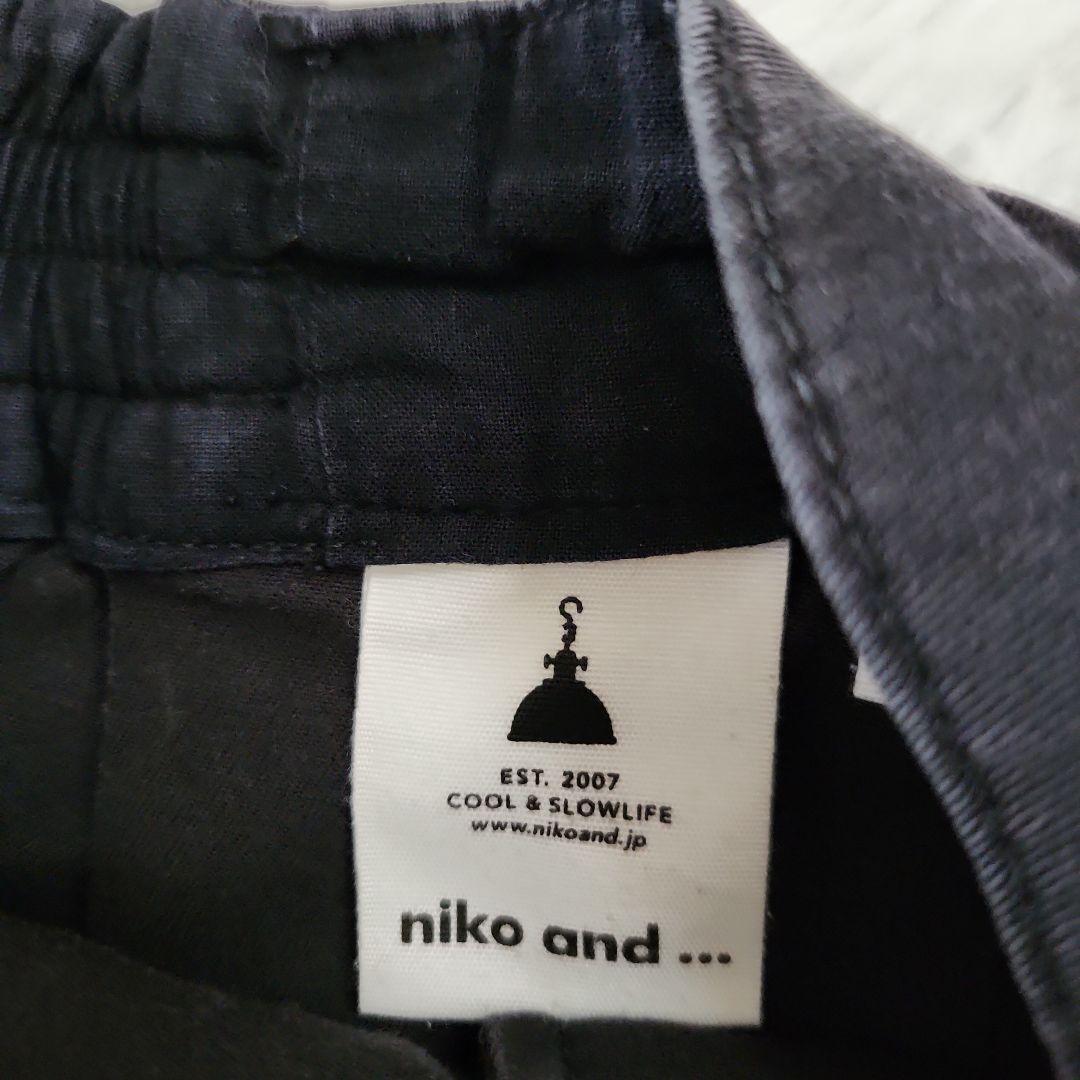 EST. 2007
COOL & SLOWLIFE
www.nikoand.jp
niko and ...